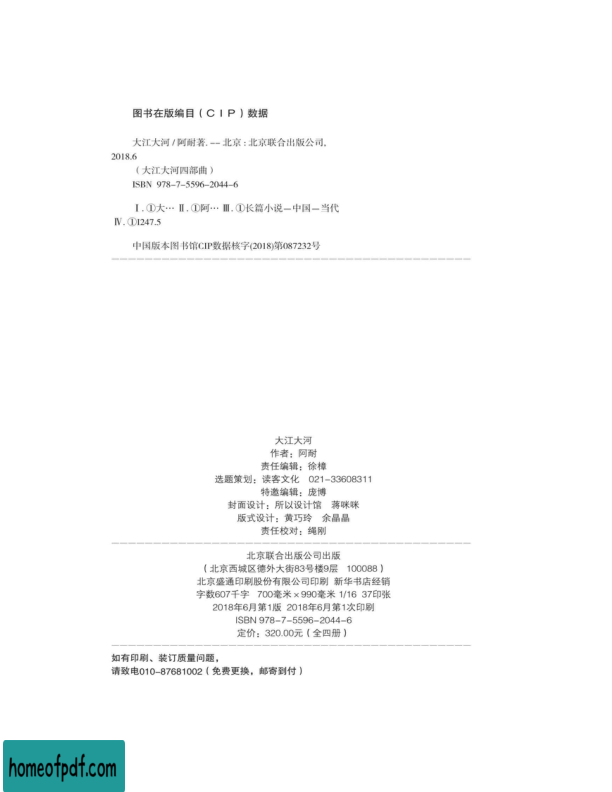 图书在版编目(CIP)数据
大江大河/阿耐著. -- 北京:北京联合出版公司,
2018.6
(大江大河四部曲)
ISBN 978-7-5596-2044-6
Ⅰ.①大… Ⅱ.①阿… Ⅲ.①长篇小说—中国—当代
Ⅳ.①I247.5
中国版本图书馆CIP数据核字(2018)第087232号
大江大河
作者:阿耐
责任编辑:徐樟
选题策划:读客文化 021-33608311
特邀编辑:庞博
封面设计:所以设计馆 蒋咪咪
版式设计:黄巧玲 余晶晶
责任校对:绳刚
北京联合出版公司出版
(北京西城区德外大街83号楼9层 100088)
北京盛通印刷股份有限公司印刷 新华书店经销
字数607千字 700毫米×990毫米 1/16 37印张
2018年6月第1版 2018年6月第1次印刷
ISBN 978-7-5596-2044-6
定价:320.00元(全四册)
如有印刷、装订质量问题,
请致电010-87681002(免费更换,邮寄到付)
homeofpdf.com